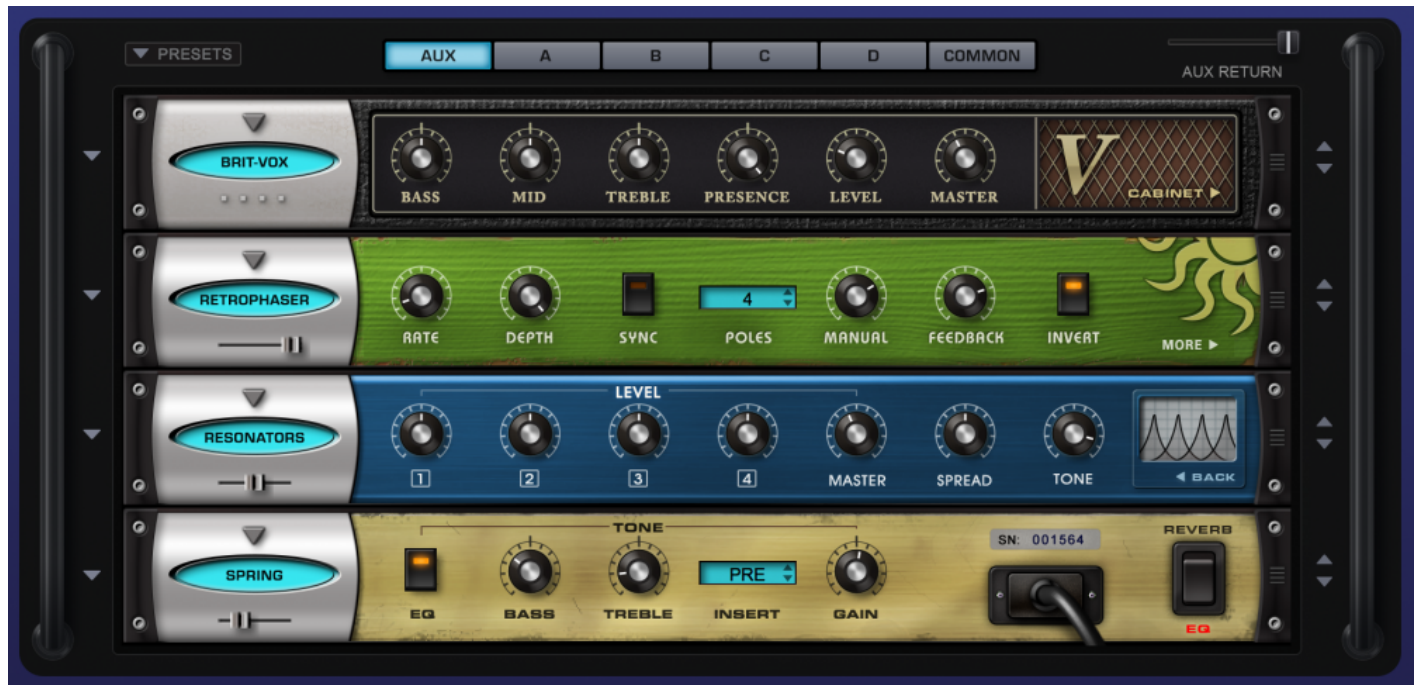 PRESETS
AUX A B C D COMMON
AUX RETURN
BRIT-VOX
BASS MID TREBLE PRESENCE LEVEL MASTER
V
CABINET
RETROPHASER
4
RATE DEPTH SYNC POLES MANUAL FEEDBACK INVERT
MORE
LEVEL
RESONATORS
1 2 3 4 MASTER SPREAD TONE
BACK
TONE
REVERB
SN: 001564
SPRING
PRE
EQ BASS TREBLE INSERT GAIN
EQ